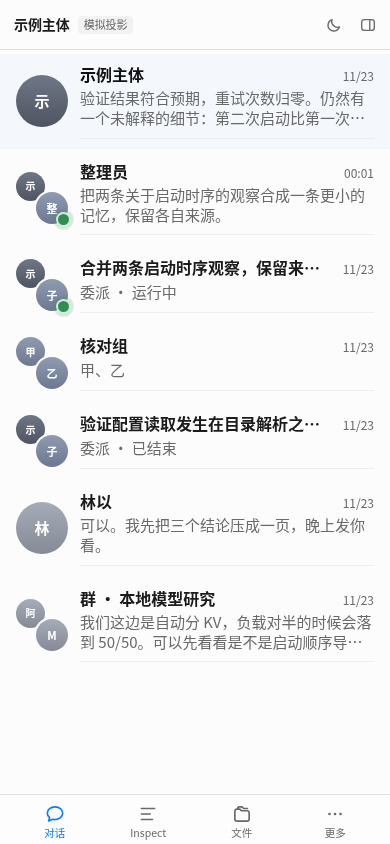 示例主体 模拟投影
示 示例主体 11/23
验证结果符合预期，重试次数归零。仍然有
一个未解释的细节：第二次启动比第一次…
示 整 整理员 00:01
把两条关于启动时序的观察合成一条更小的
记忆，保留各自来源。
示 子 合并两条启动时序观察，保留来… 11/23
委派 · 运行中
甲 乙 核对组 11/23
甲、乙
示 子 验证配置读取发生在目录解析之… 11/23
委派 · 已结束
林 林以 11/23
可以。我先把三个结论压成一页，晚上发你
看。
阿 M 群 · 本地模型研究 11/23
我们这边是自动分 KV，负载对半的时候会落
到 50/50。可以先看看是不是启动顺序导…
对话 Inspect 文件 更多